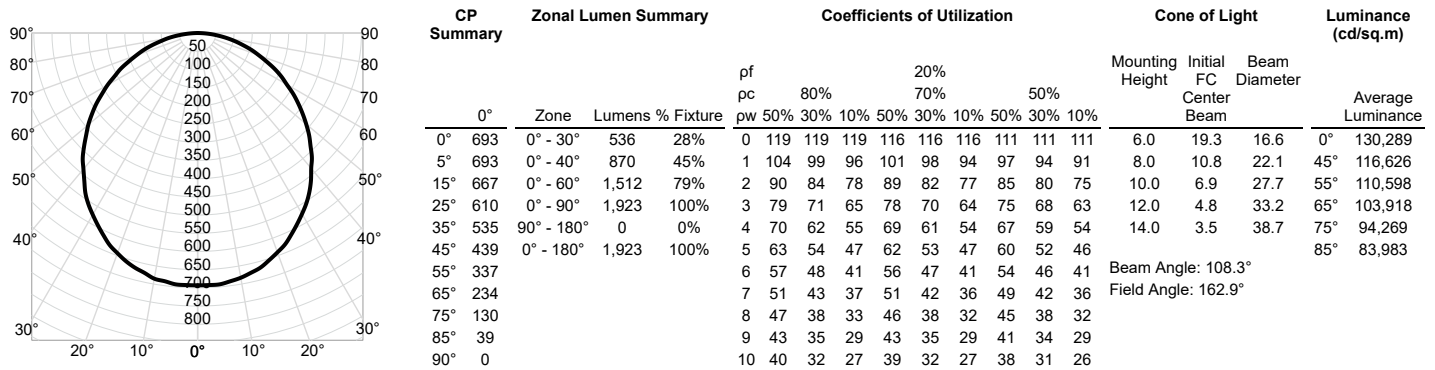 90° 90
50
80° 100 80
150
70° 200 70
250
60° 300 60°
350
400
50° 450 50°
500
550
40° 600 40°
650
700
750
30° 800 30°
20° 10° 0° 10° 20°
CP Summary
0°
0° 693
5° 693
15° 667
25° 610
35° 535
45° 439
55° 337
65° 234
75° 130
85° 39
90° 0
Zonal Lumen Summary
Zone Lumens % Fixture
0° - 30° 536 28%
0° - 40° 870 45%
0° - 60° 1,512 79%
0° - 90° 1,923 100%
90° - 180° 0 0%
0° - 180° 1,923 100%
Coefficients of Utilization
ρf 20%
ρc 80% 70% 50%
ρw 50% 30% 10% 50% 30% 10% 50% 30% 10%
0 119 119 119 116 116 116 111 111 111
1 104 99 96 101 98 94 97 94 91
2 90 84 78 89 82 77 85 80 75
3 79 71 65 78 70 64 75 68 63
4 70 62 55 69 61 54 67 59 54
5 63 54 47 62 53 47 60 52 46
6 57 48 41 56 47 41 54 46 41
7 51 43 37 51 42 36 49 42 36
8 47 38 33 46 38 32 45 38 32
9 43 35 29 43 35 29 41 34 29
10 40 32 27 39 32 27 38 31 26
Cone of Light
Mounting Height Initial FC Center Beam Beam Diameter
6.0 19.3 16.6
8.0 10.8 22.1
10.0 6.9 27.7
12.0 4.8 33.2
14.0 3.5 38.7
Beam Angle: 108.3°
Field Angle: 162.9°
Luminance
(cd/sq.m)
Average
Luminance
0° 130,289
45° 116,626
55° 110,598
65° 103,918
75° 94,269
85° 83,983